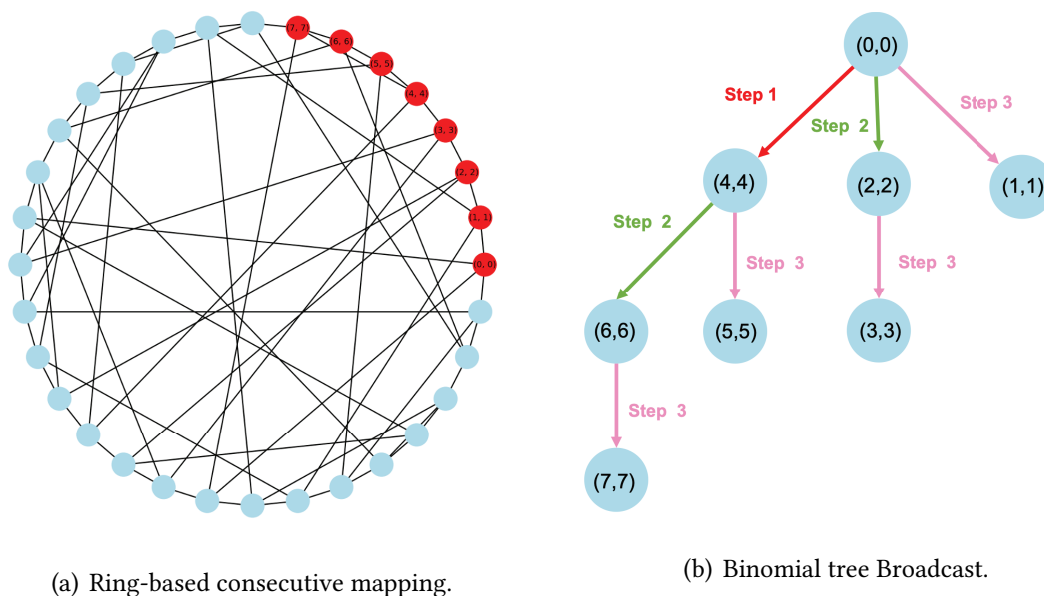 (7, 7)
(6, 6)
(5, 5)
(4, 4)
(3, 3)
(2, 2)
(1, 1)
(0, 0)
(a) Ring-based consecutive mapping.
(0,0)
Step 1
Step 2
Step 3
(4,4)
(2,2)
(1,1)
Step 2
Step 3
Step 3
(6,6)
(5,5)
(3,3)
Step 3
(7,7)
(b) Binomial tree Broadcast.